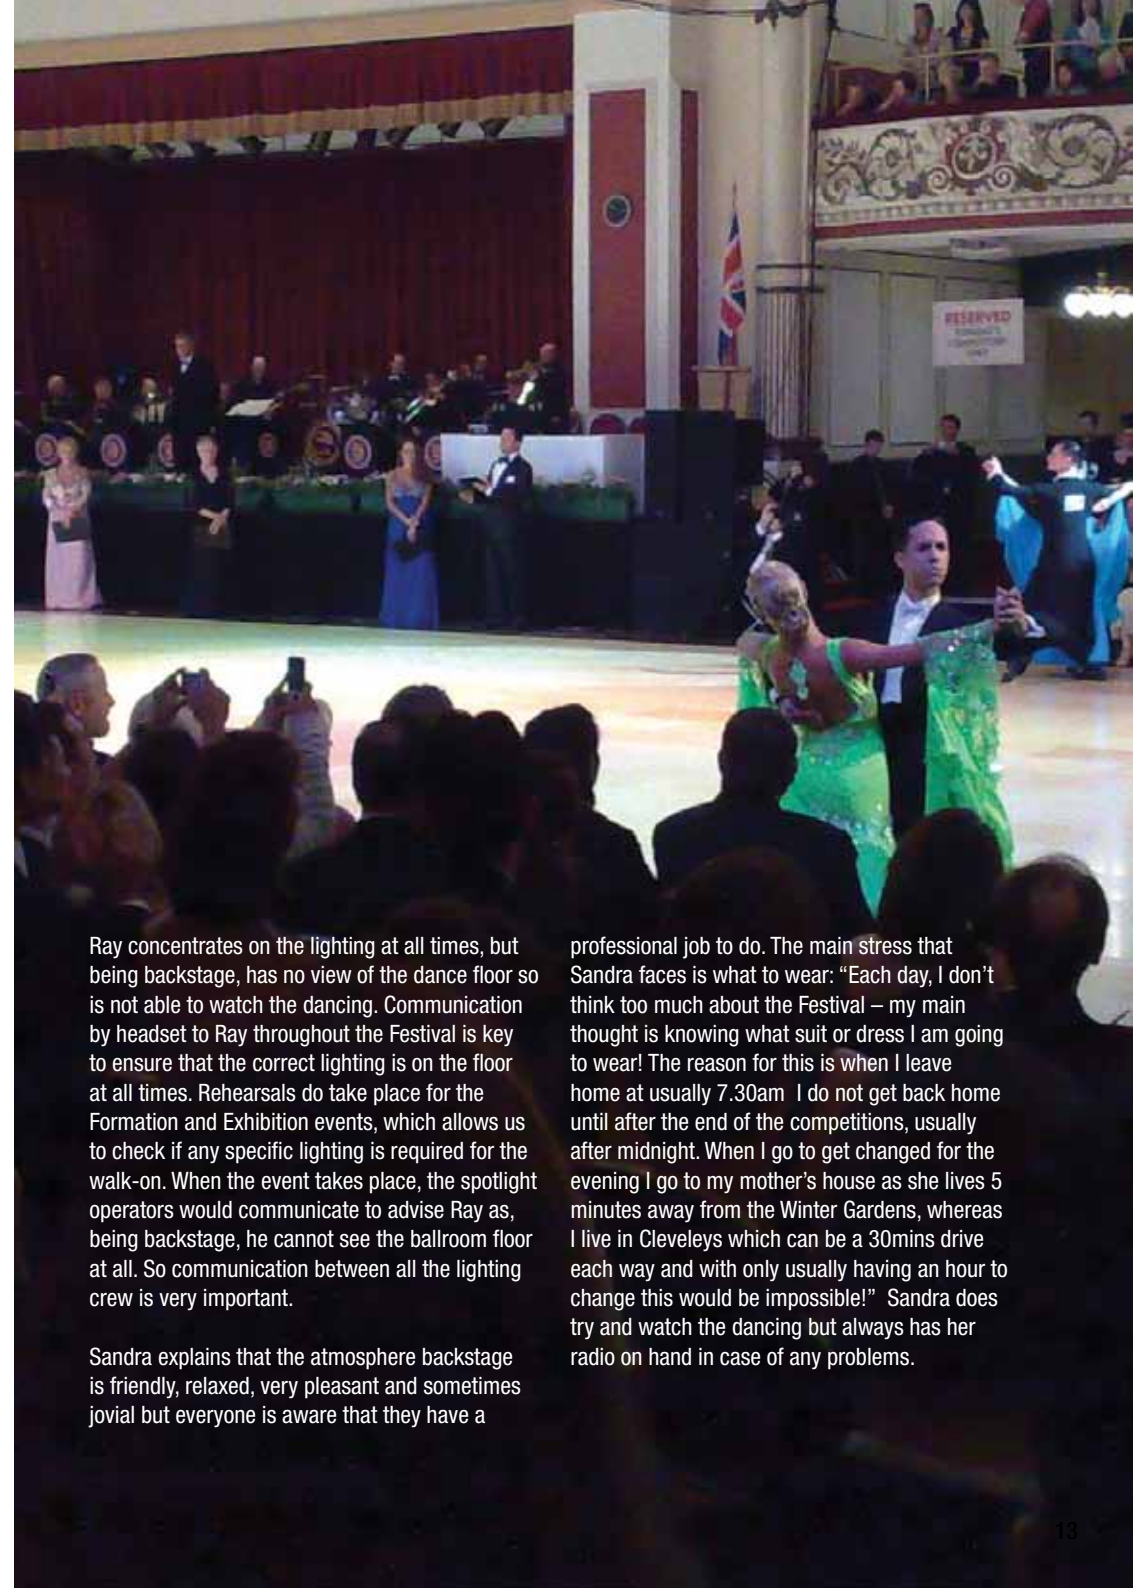 RESERVED
Ray concentrates on the lighting at all times, but
being backstage, has no view of the dance floor so
is not able to watch the dancing. Communication
by headset to Ray throughout the Festival is key
to ensure that the correct lighting is on the floor
at all times. Rehearsals do take place for the
Formation and Exhibition events, which allows us
to check if any specific lighting is required for the
walk-on. When the event takes place, the spotlight
operators would communicate to advise Ray as,
being backstage, he cannot see the ballroom floor
at all. So communication between all the lighting
crew is very important.
Sandra explains that the atmosphere backstage
is friendly, relaxed, very pleasant and sometimes
jovial but everyone is aware that they have a
professional job to do. The main stress that
Sandra faces is what to wear: “Each day, I don’t
think too much about the Festival – my main
thought is knowing what suit or dress I am going
to wear! The reason for this is when I leave
home at usually 7.30am  I do not get back home
until after the end of the competitions, usually
after midnight. When I go to get changed for the
evening I go to my mother’s house as she lives 5
minutes away from the Winter Gardens, whereas
I live in Cleveleys which can be a 30mins drive
each way and with only usually having an hour to
change this would be impossible!”  Sandra does
try and watch the dancing but always has her
radio on hand in case of any problems.
13